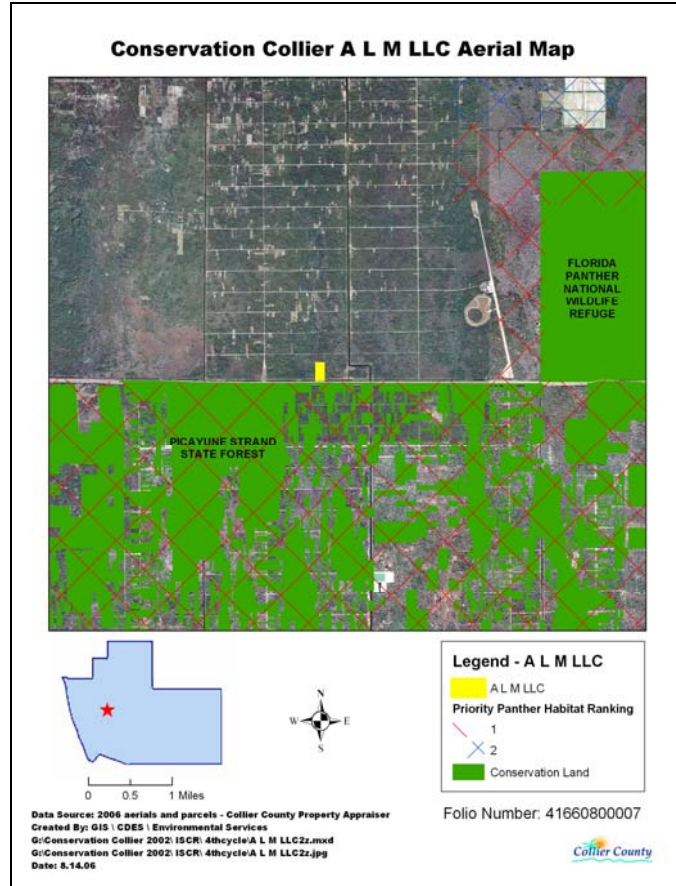 Conservation Collier A L M LLC Aerial Map
FLORIDA
PANTHER
NATIONAL
WILDLIFE
REFUGE
PICAYUNE STRAND
STATE FOREST
N
W E
S
0 0.5 1 Miles
Legend - A L M LLC
A L M LLC
Priority Panther Habitat Ranking
1
2
Conservation Land
Folio Number: 41660800007
Data Source: 2006 aerials and parcels - Collier County Property Appraiser
Created By: GIS \ CDES \ Environmental Services
G:\Conservation Collier 2002\ ISCR\ 4thcycle\A L M LLC2z.mxd
G:\Conservation Collier 2002\ ISCR\ 4thcycle\A L M LLC2z.jpg
Date: 8.14.06
Collier County